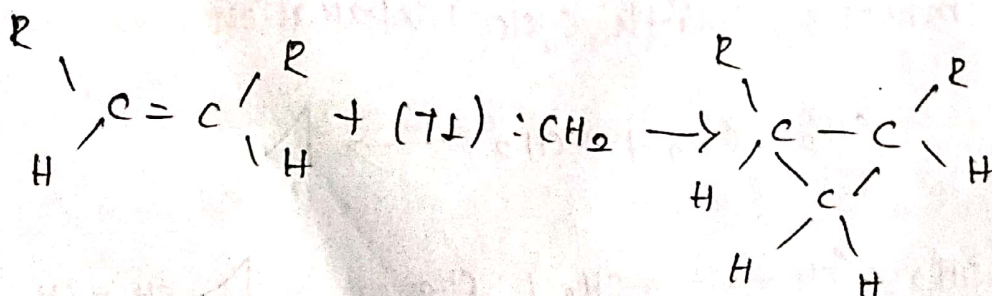 R R R R
C = C + (↑↓) :CH₂ → C — C
H H H H
C
H H